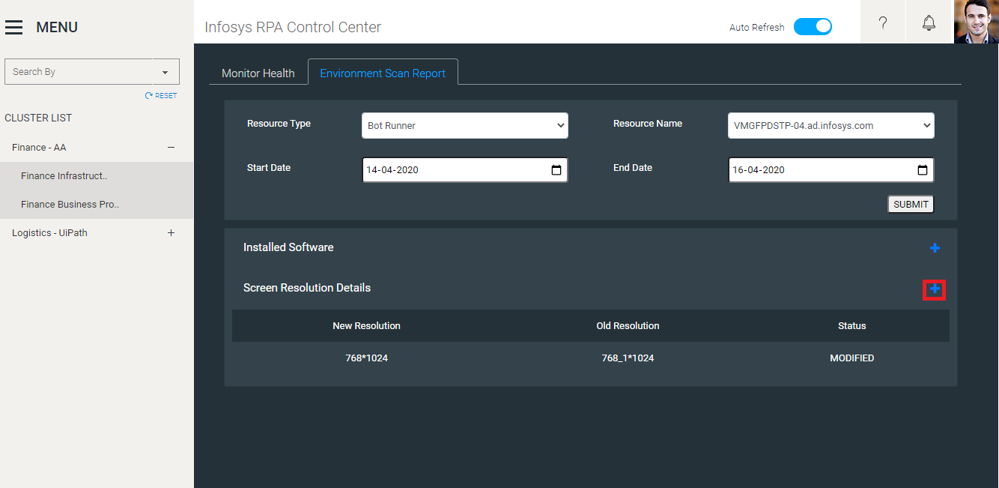 MENU
Infosys RPA Control Center
Auto Refresh
?
Search By
RESET
CLUSTER LIST
Finance - AA
Finance Infrastruct..
Finance Business Pro..
Logistics - UiPath
Monitor Health
Environment Scan Report
Resource Type
Bot Runner
Resource Name
VMGFPDSTP-04.ad.infosys.com
Start Date
14-04-2020
End Date
16-04-2020
SUBMIT
Installed Software
Screen Resolution Details
New Resolution Old Resolution Status
768*1024 768_1*1024 MODIFIED